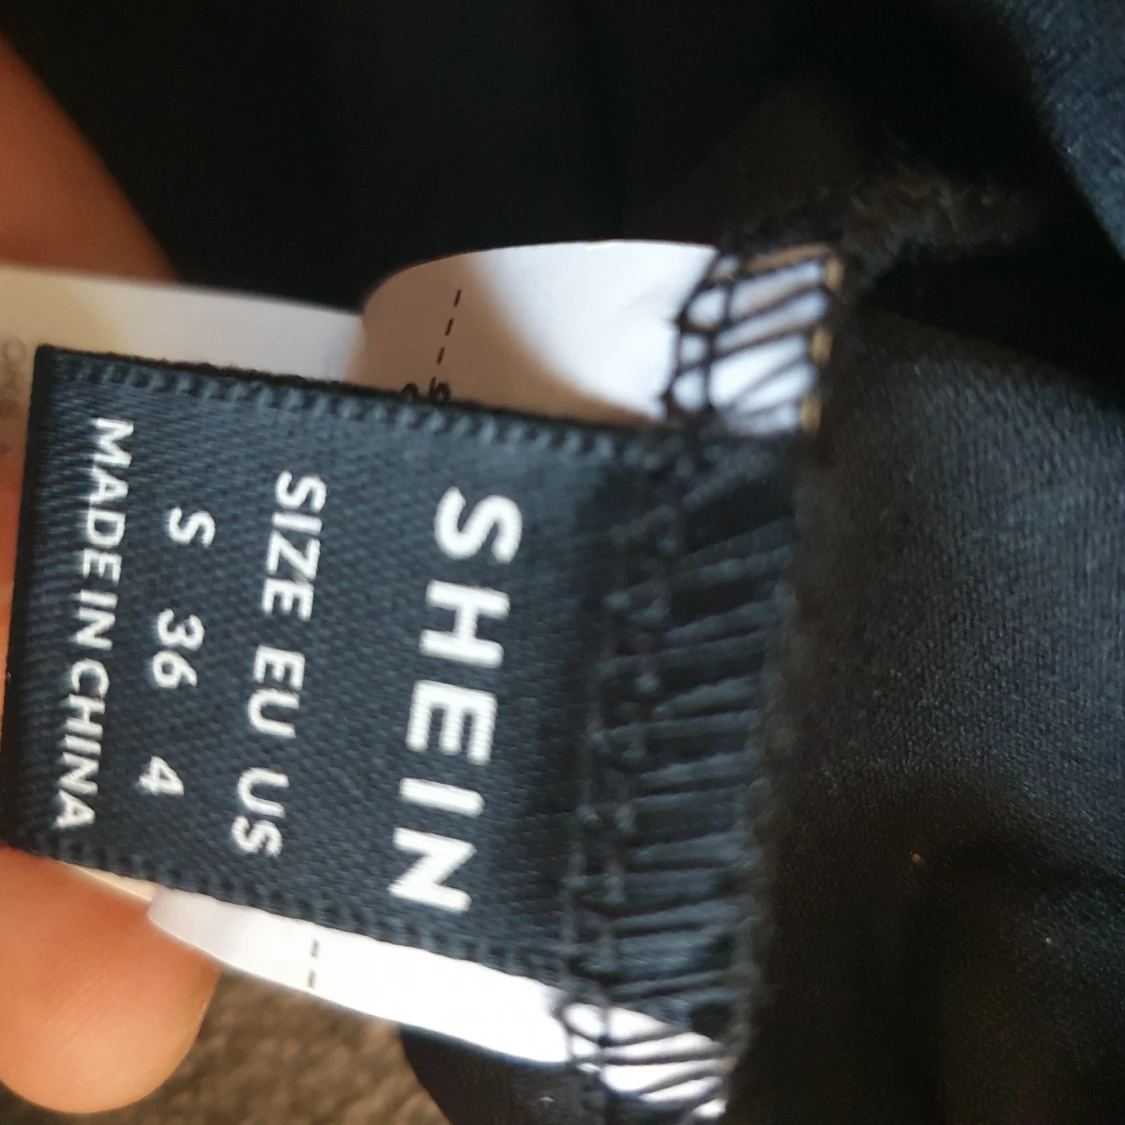 SHEIN
SIZE EU US
S 36 4
MADE IN CHINA